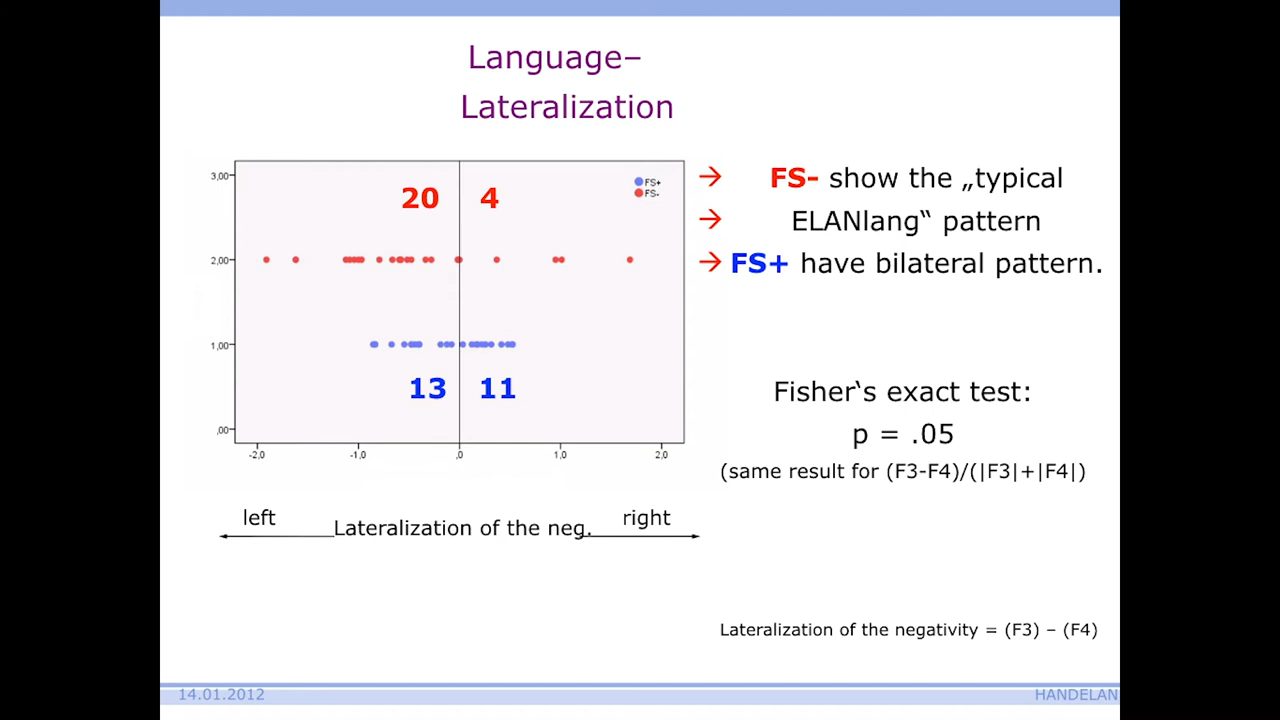 Language–
Lateralization
3,00
2,00
1,00
,00
-2,0 -1,0 ,0 1,0 2,0
20 4
FS+
FS-
13 11
left Lateralization of the neg. right
→ FS- show the „typical
→ ELANlang“ pattern
→ FS+ have bilateral pattern.
Fisher‘s exact test:
p = .05
(same result for (F3-F4)/(|F3|+|F4|)
Lateralization of the negativity = (F3) – (F4)
14.01.2012 HANDELAN